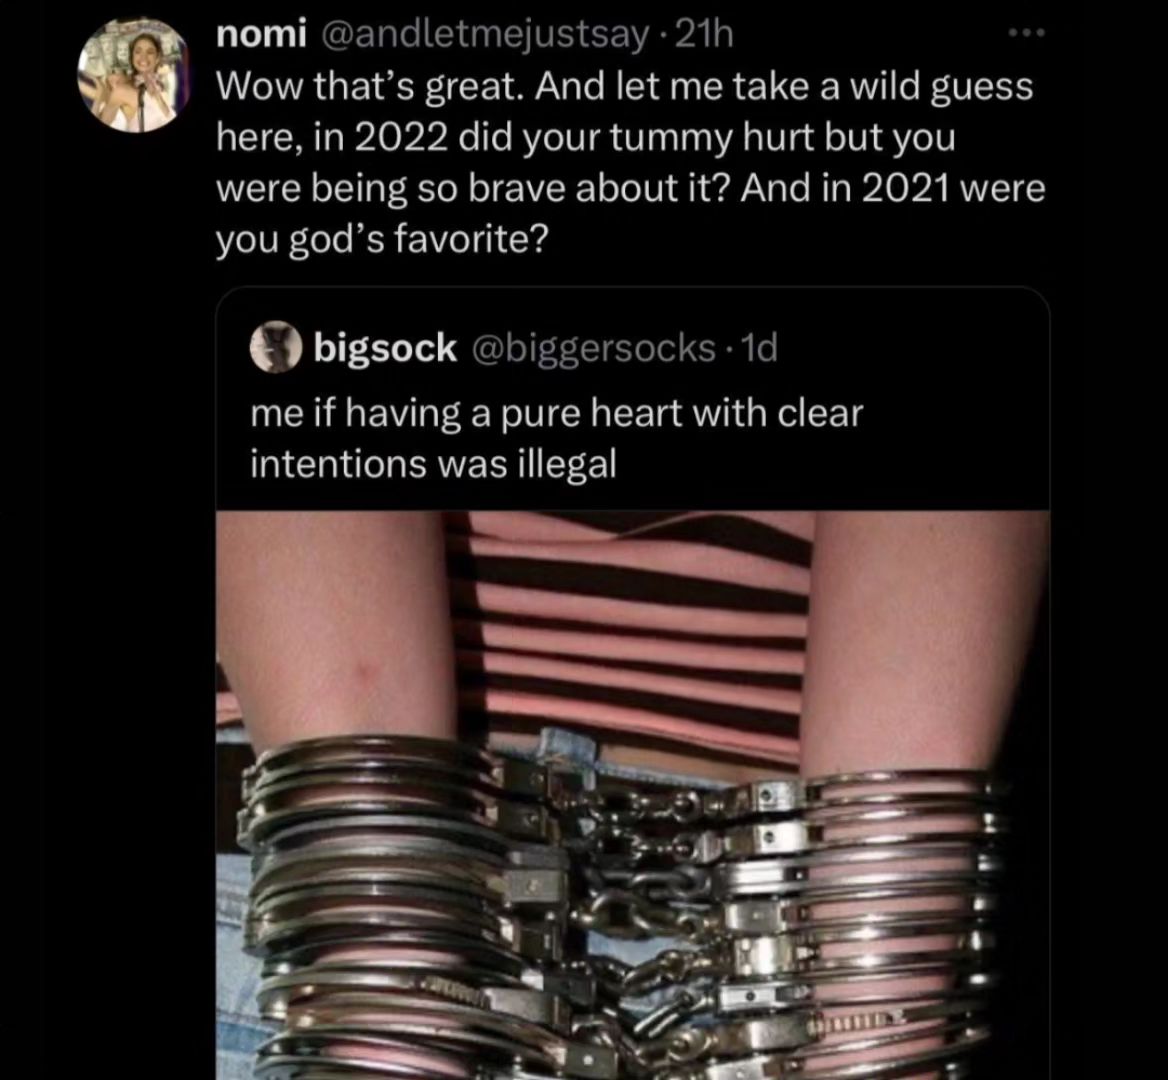 nomi @andletmejustsay · 21h
Wow that’s great. And let me take a wild guess
here, in 2022 did your tummy hurt but you
were being so brave about it? And in 2021 were
you god’s favorite?
bigsock @biggersocks · 1d
me if having a pure heart with clear
intentions was illegal